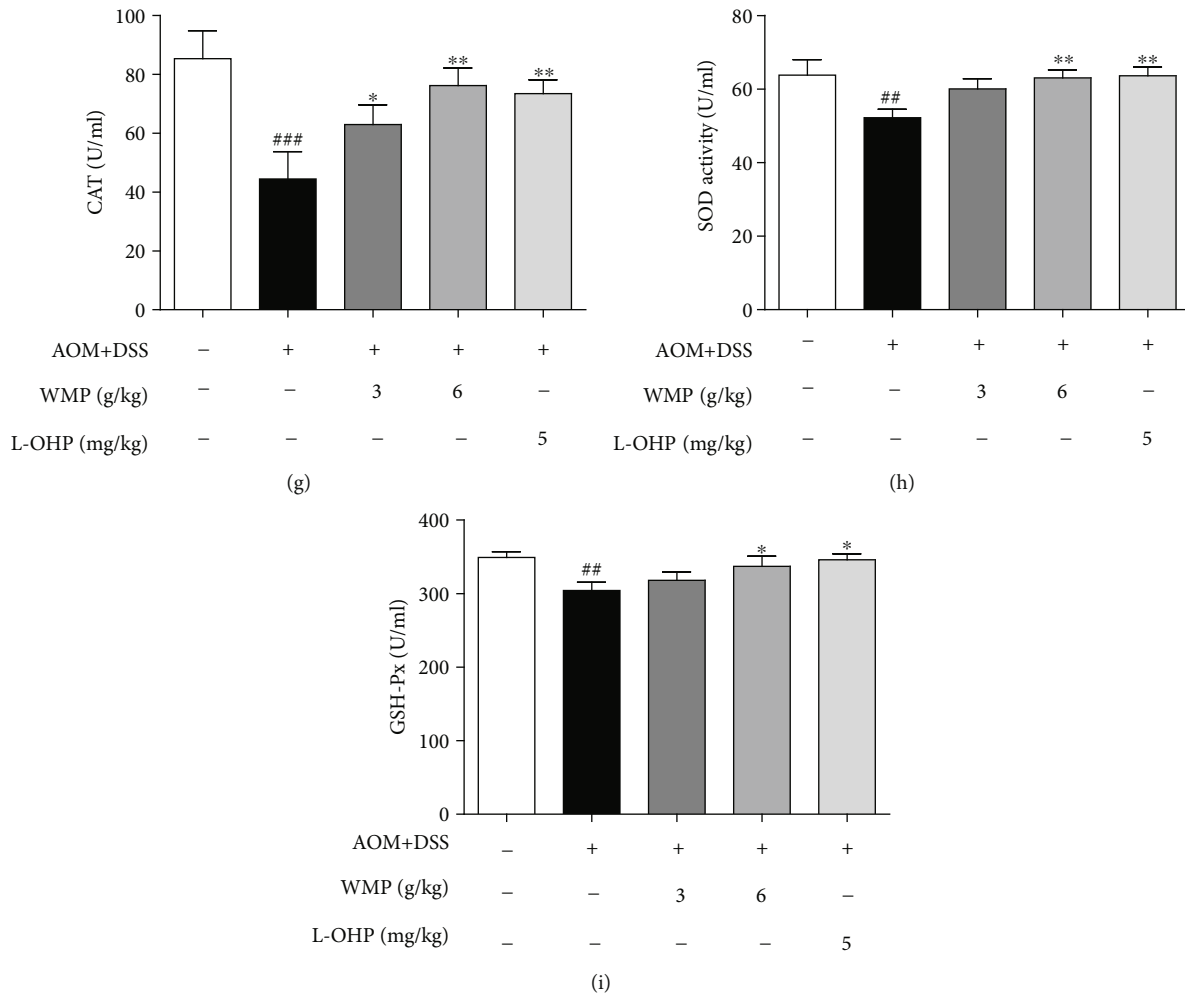 100
80
60
40
20
0
CAT (U/ml)
###
*
**
**
AOM+DSS – + + + +
WMP (g/kg) – – 3 6 –
L-OHP (mg/kg) – – – – 5
(g)
80
60
40
20
0
SOD activity (U/ml)
##
**
**
AOM+DSS – + + + +
WMP (g/kg) – – 3 6 –
L-OHP (mg/kg) – – – – 5
(h)
400
300
200
100
0
GSH-Px (U/ml)
##
*
*
AOM+DSS – + + + +
WMP (g/kg) – – 3 6 –
L-OHP (mg/kg) – – – – 5
(i)